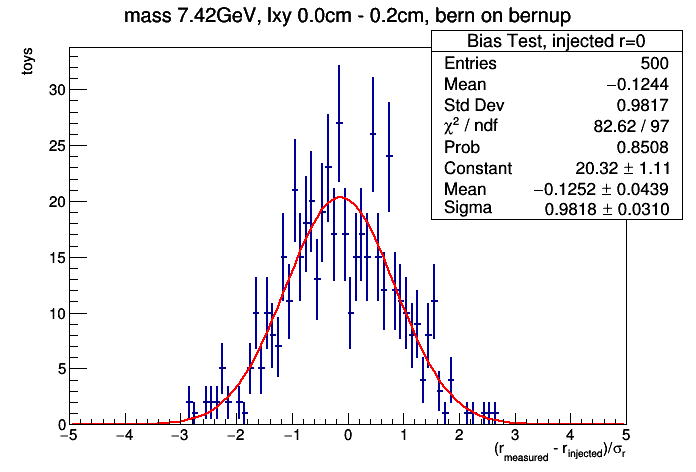 mass 7.42GeV, lxy 0.0cm - 0.2cm, bern on bernup
toys
Bias Test, injected r=0
Entries 500
Mean −0.1244
Std Dev 0.9817
χ² / ndf 82.62 / 97
Prob 0.8508
Constant 20.32 ± 1.11
Mean −0.1252 ± 0.0439
Sigma 0.9818 ± 0.0310
30
25
20
15
10
5
0
−5 −4 −3 −2 −1 0 1 2 3 4 5
(r_measured - r_injected)/σ_r